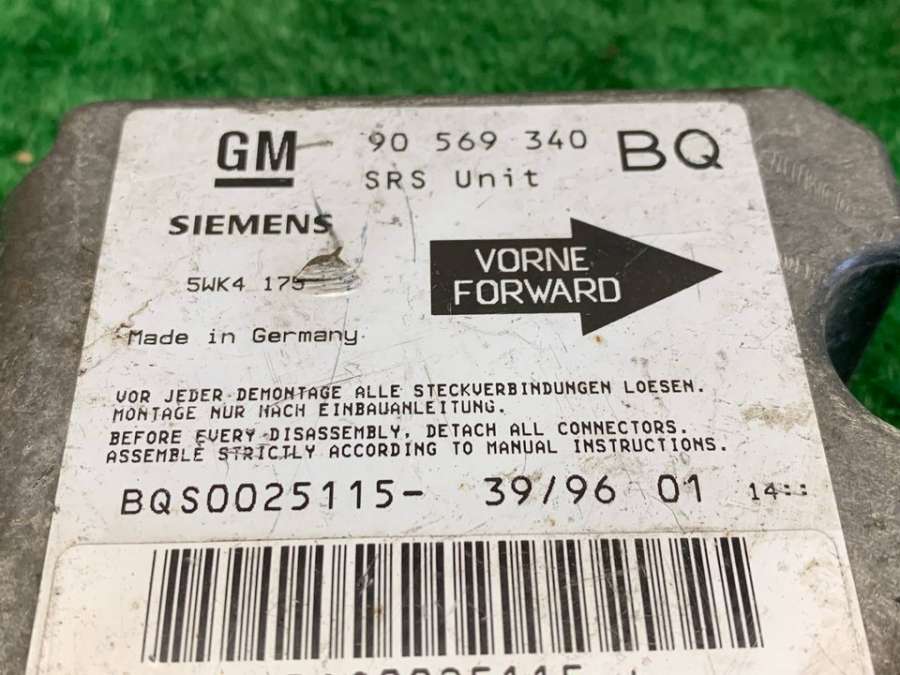 GM 90 569 340 BQ
SRS Unit
SIEMENS
VORNE
FORWARD
5WK4 175
Made in Germany
VOR JEDER DEMONTAGE ALLE STECKVERBINDUNGEN LOESEN.
MONTAGE NUR NACH EINBAUANLEITUNG.
BEFORE EVERY DISASSEMBLY, DETACH ALL CONNECTORS.
ASSEMBLE STRICTLY ACCORDING TO MANUAL INSTRUCTIONS.
BQS0025115- 39/96 01 14::